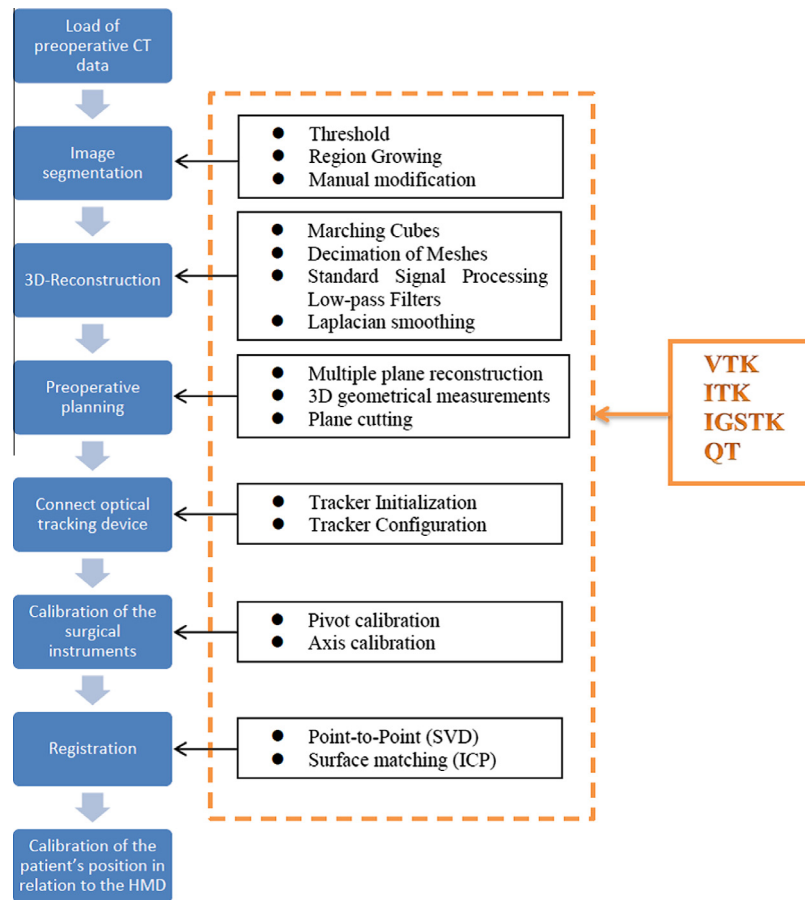 Load of
preoperative CT
data
Image
segmentation
● Threshold
● Region Growing
● Manual modification
3D-Reconstruction
● Marching Cubes
● Decimation of Meshes
● Standard Signal Processing
Low-pass Filters
● Laplacian smoothing
Preoperative
planning
● Multiple plane reconstruction
● 3D geometrical measurements
● Plane cutting
VTK
ITK
IGSTK
QT
Connect optical
tracking device
● Tracker Initialization
● Tracker Configuration
Calibration of the
surgical
instruments
● Pivot calibration
● Axis calibration
Registration
● Point-to-Point (SVD)
● Surface matching (ICP)
Calibration of the
patient's position in
relation to the HMD